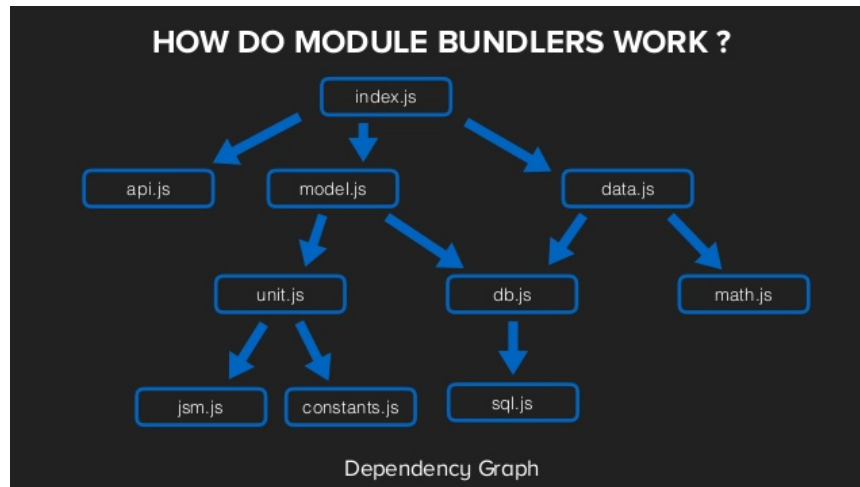 HOW DO MODULE BUNDLERS WORK ?
index.js
api.js
model.js
data.js
unit.js
db.js
math.js
jsm.js
constants.js
sql.js
Dependency Graph